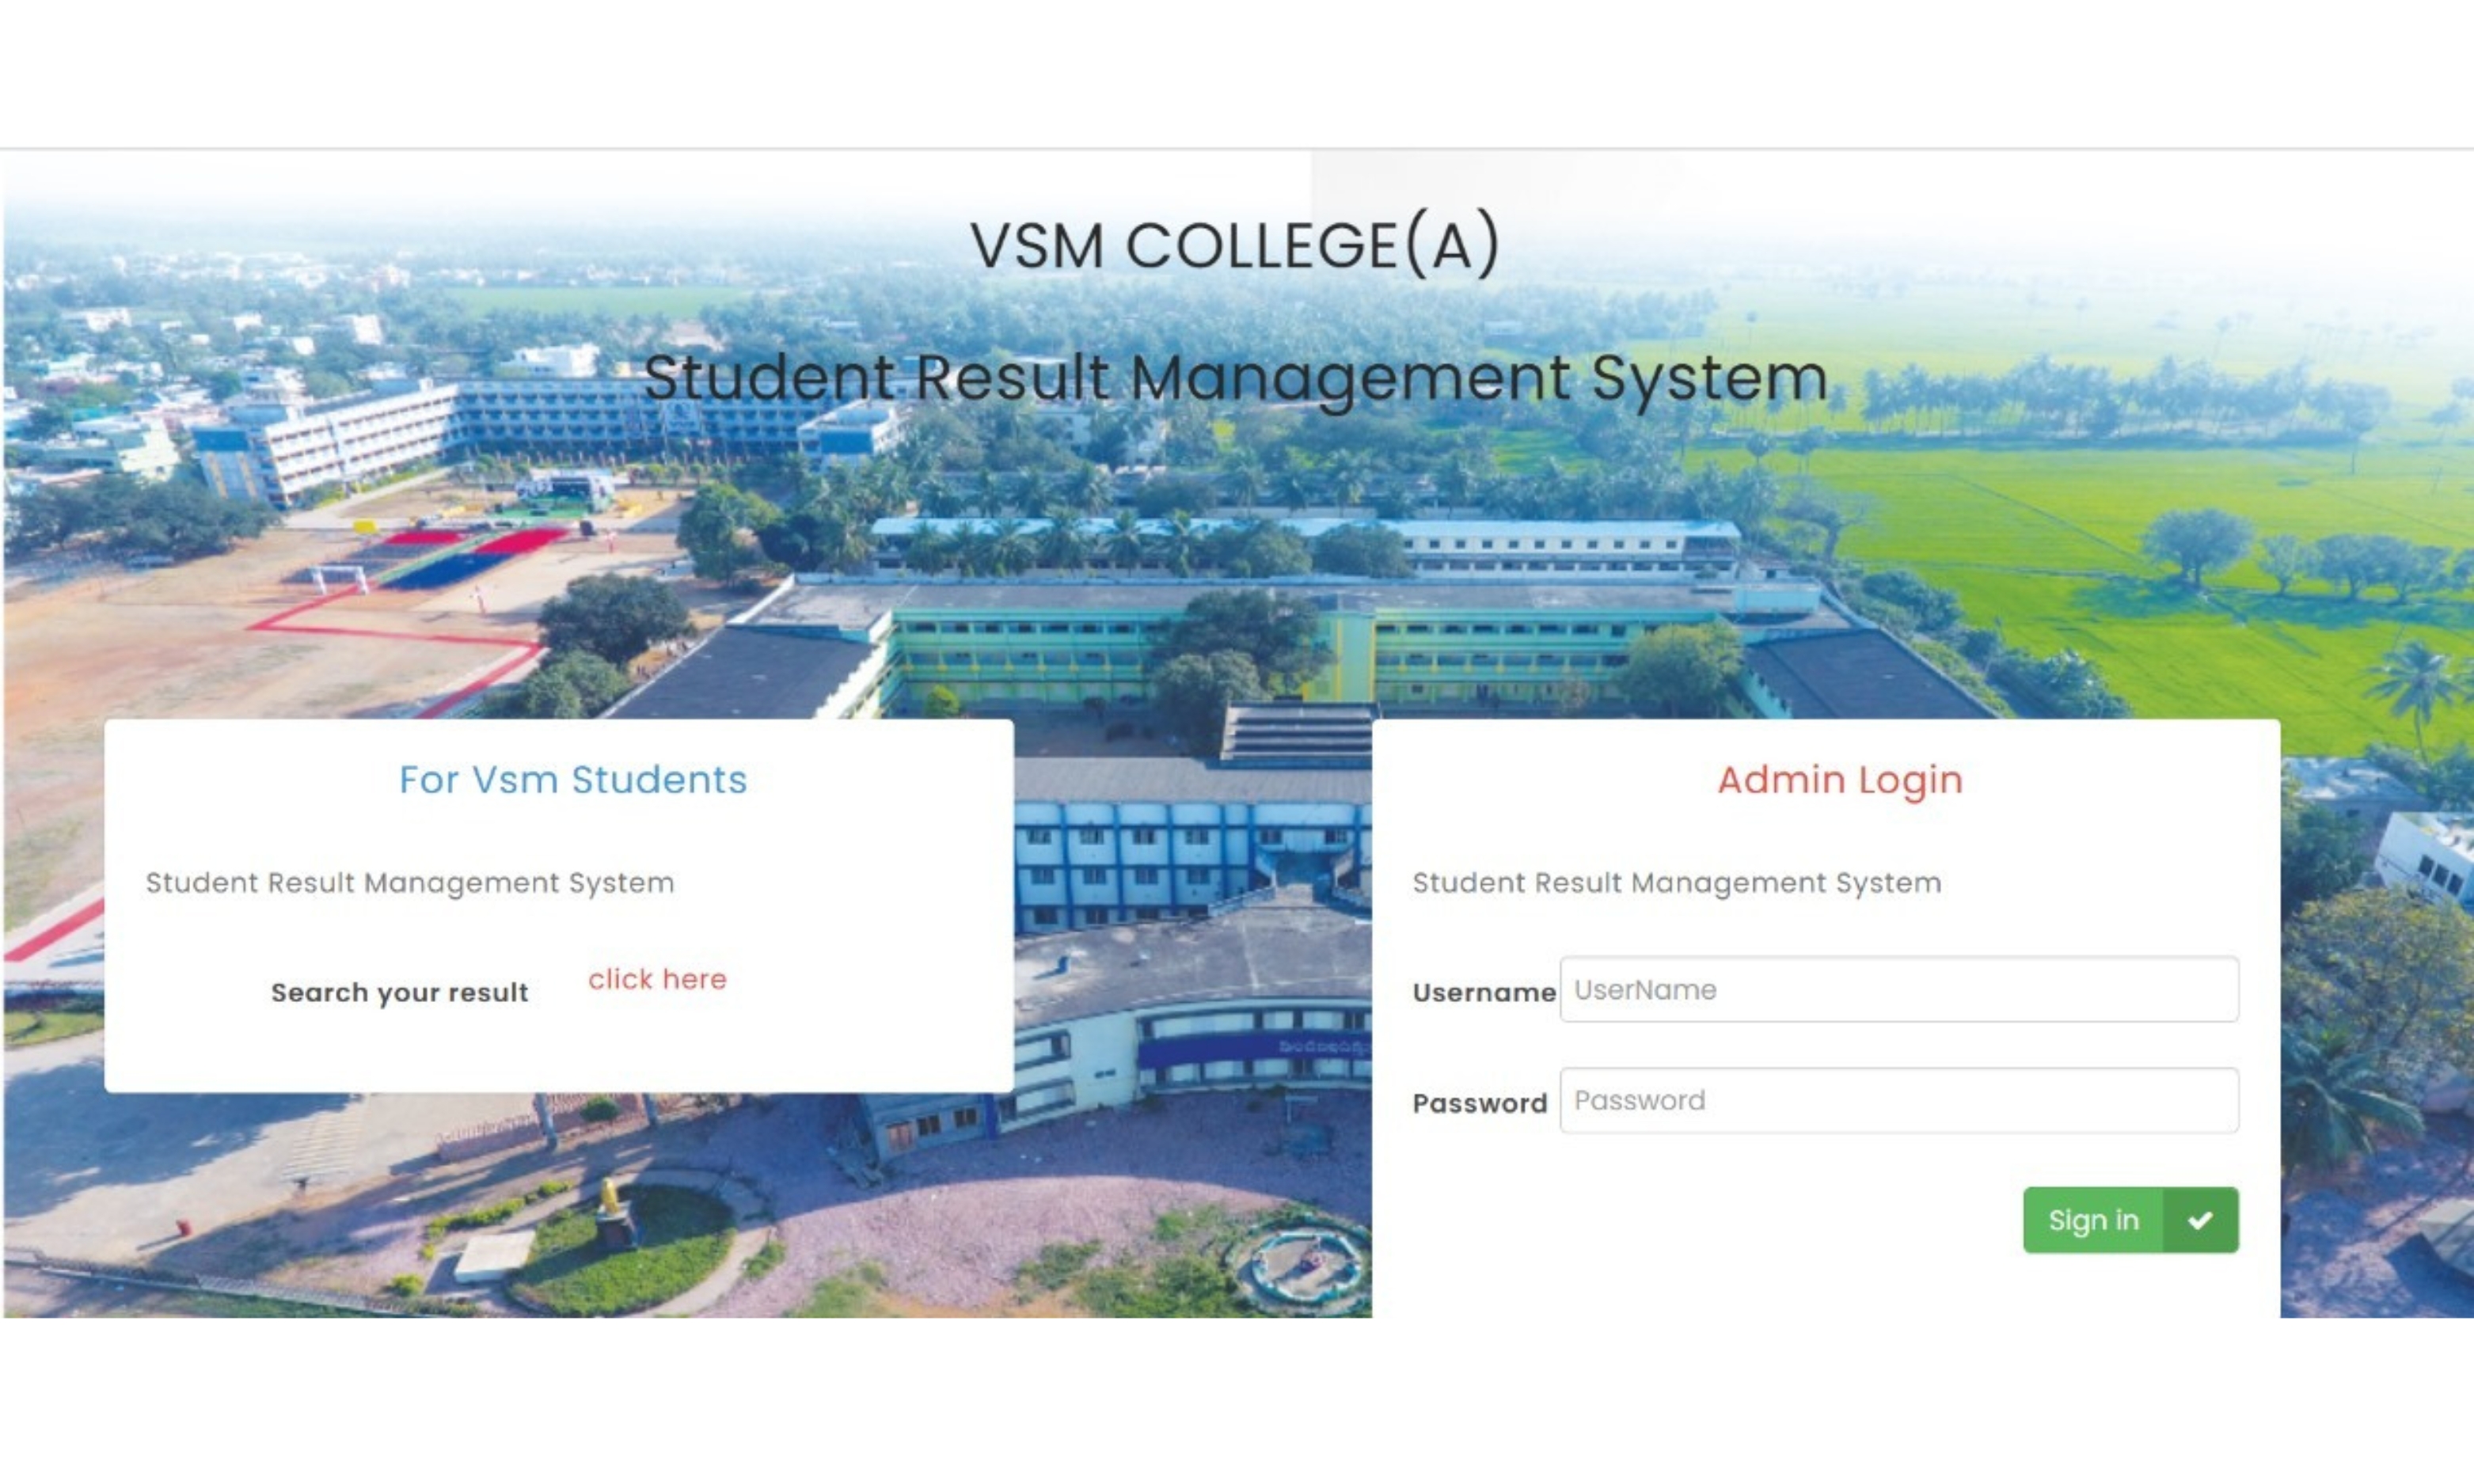 VSM COLLEGE(A)
Student Result Management System
For Vsm Students
Student Result Management System
Search your result click here
Admin Login
Student Result Management System
Username UserName
Password Password
Sign in